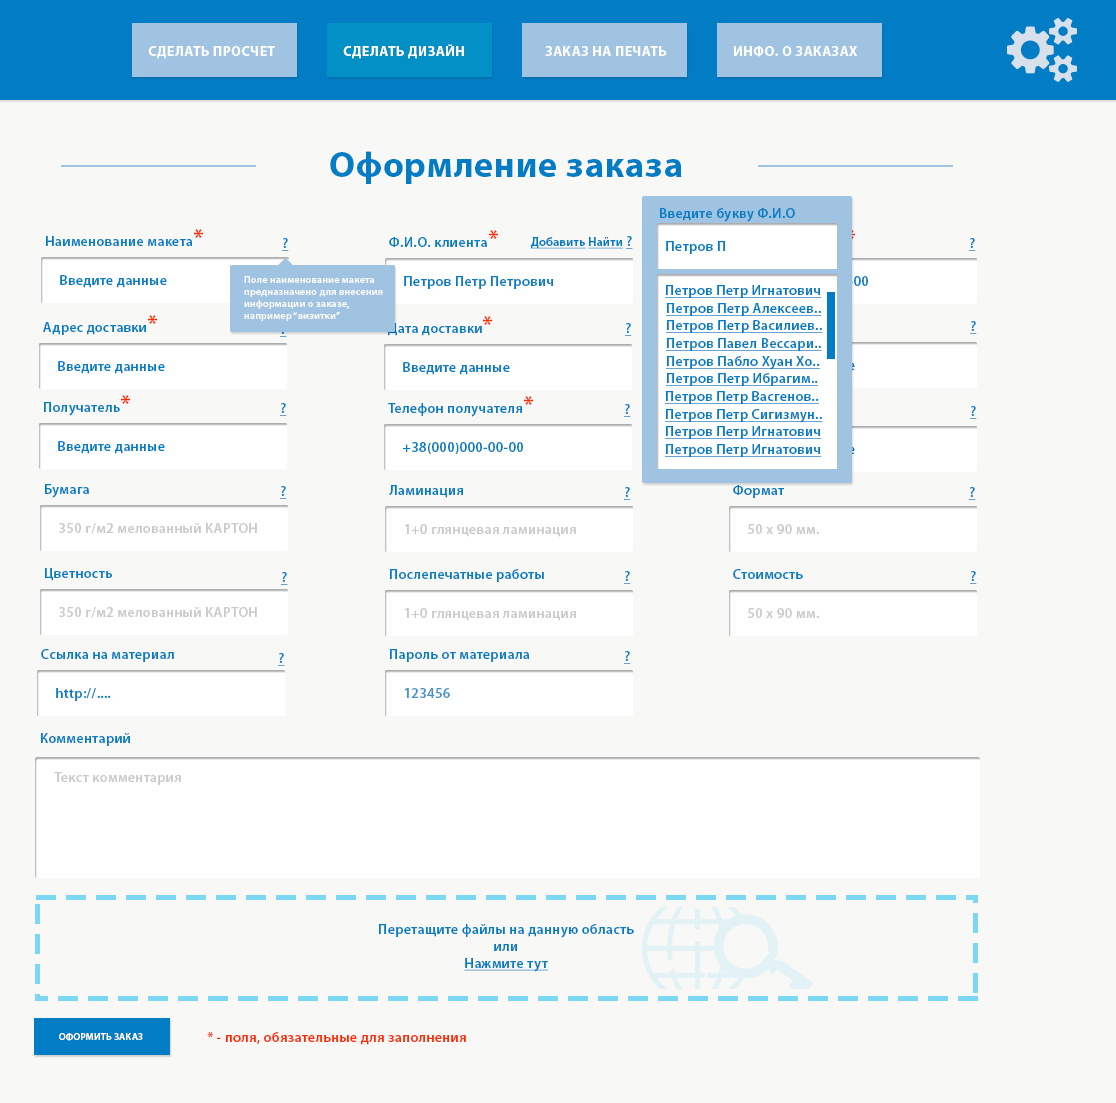 СДЕЛАТЬ ПРОСЧЕТ
СДЕЛАТЬ ДИЗАЙН
ЗАКАЗ НА ПЕЧАТЬ
ИНФО. О ЗАКАЗАХ
Оформление заказа
Наименование макета*
?
Введите данные
Поле наименование макета
предназначено для внесения
информации о заказе,
например "визитки"
Ф.И.О. клиента*
Добавить Найти ?
Петров Петр Петрович
Введите букву Ф.И.О
Петров П
Петров Петр Игнатович
Петров Петр Алексеев..
Петров Петр Василиев..
Петров Павел Вессари..
Петров Пабло Хуан Хо..
Петров Петр Ибрагим..
Петров Петр Васгенов..
Петров Петр Сигизмун..
Петров Петр Игнатович
Петров Петр Игнатович
*
?
-00
Адрес доставки*
?
Введите данные
Дата доставки*
?
Введите данные
?
е
Получатель*
?
Введите данные
Телефон получателя*
?
+38(000)000-00-00
?
е
Бумага
?
350 г/м2 мелованный КАРТОН
Ламинация
?
1+0 глянцевая ламинация
Формат
?
50 х 90 мм.
Цветность
?
350 г/м2 мелованный КАРТОН
Послепечатные работы
?
1+0 глянцевая ламинация
Стоимость
?
50 х 90 мм.
Ссылка на материал
?
http://....
Пароль от материала
?
123456
Комментарий
Текст комментария
Перетащите файлы на данную область
или
Нажмите тут
ОФОРМИТЬ ЗАКАЗ
* - поля, обязательные для заполнения